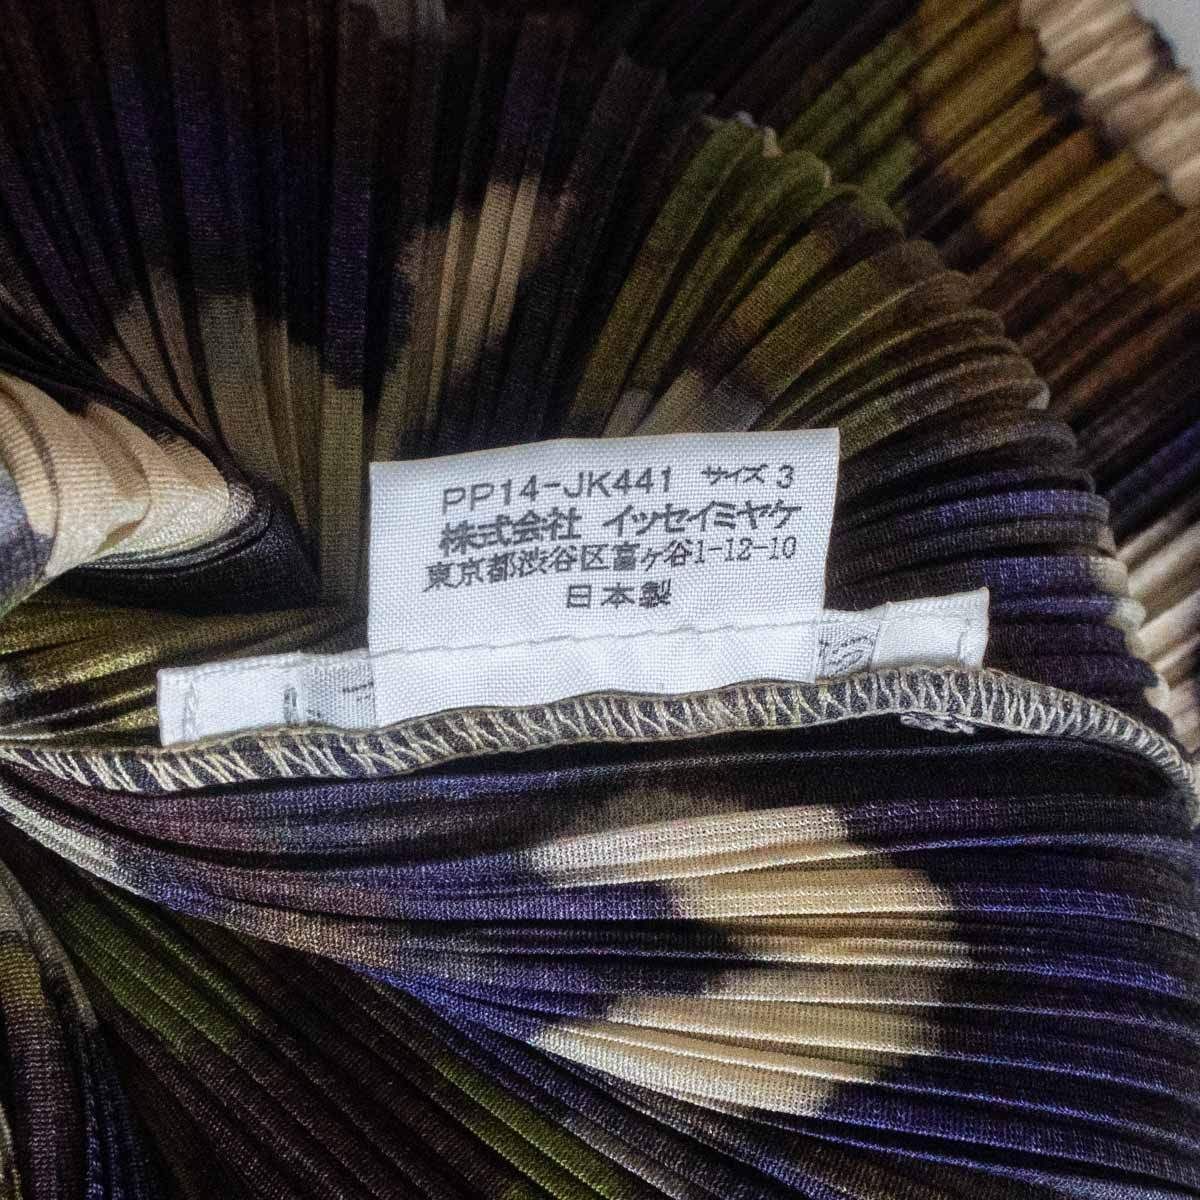 PP14-JK441 サイズ 3
株式会社 イッセイミヤケ
東京都渋谷区富ヶ谷1-12-10
日本製